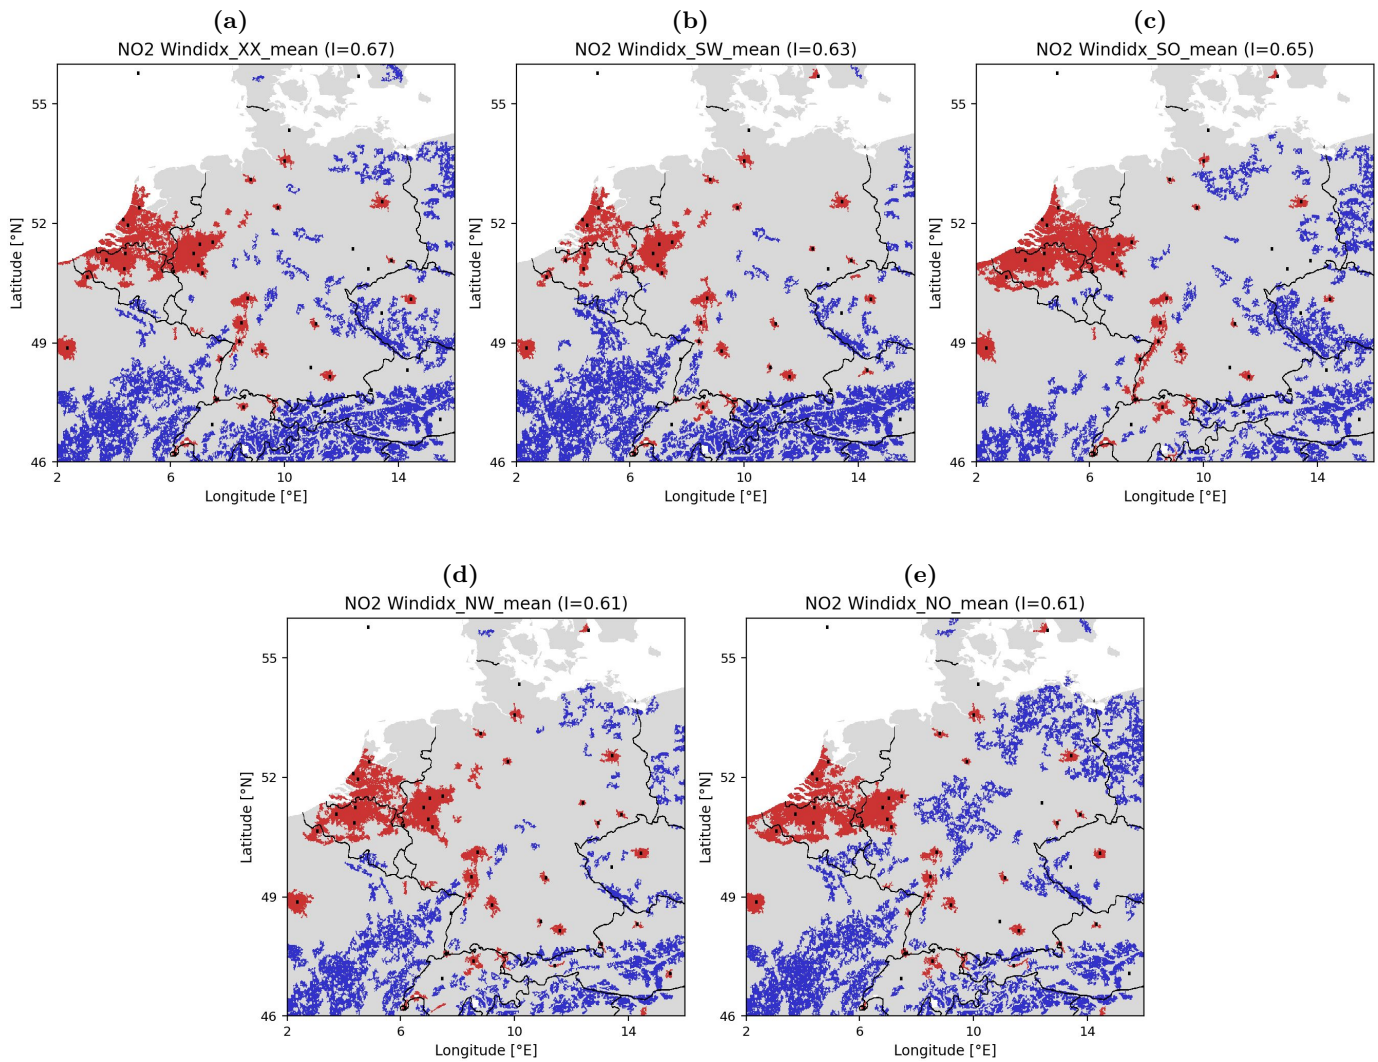 (a)
NO2 Windidx_XX_mean (I=0.67)
55
52
49
46
2
6
10
14
Latitude [°N]
Longitude [°E]
(b)
NO2 Windidx_SW_mean (I=0.63)
55
52
49
46
2
6
10
14
Latitude [°N]
Longitude [°E]
(c)
NO2 Windidx_SO_mean (I=0.65)
55
52
49
46
2
6
10
14
Latitude [°N]
Longitude [°E]
(d)
NO2 Windidx_NW_mean (I=0.61)
55
52
49
46
2
6
10
14
Latitude [°N]
Longitude [°E]
(e)
NO2 Windidx_NO_mean (I=0.61)
55
52
49
46
2
6
10
14
Latitude [°N]
Longitude [°E]